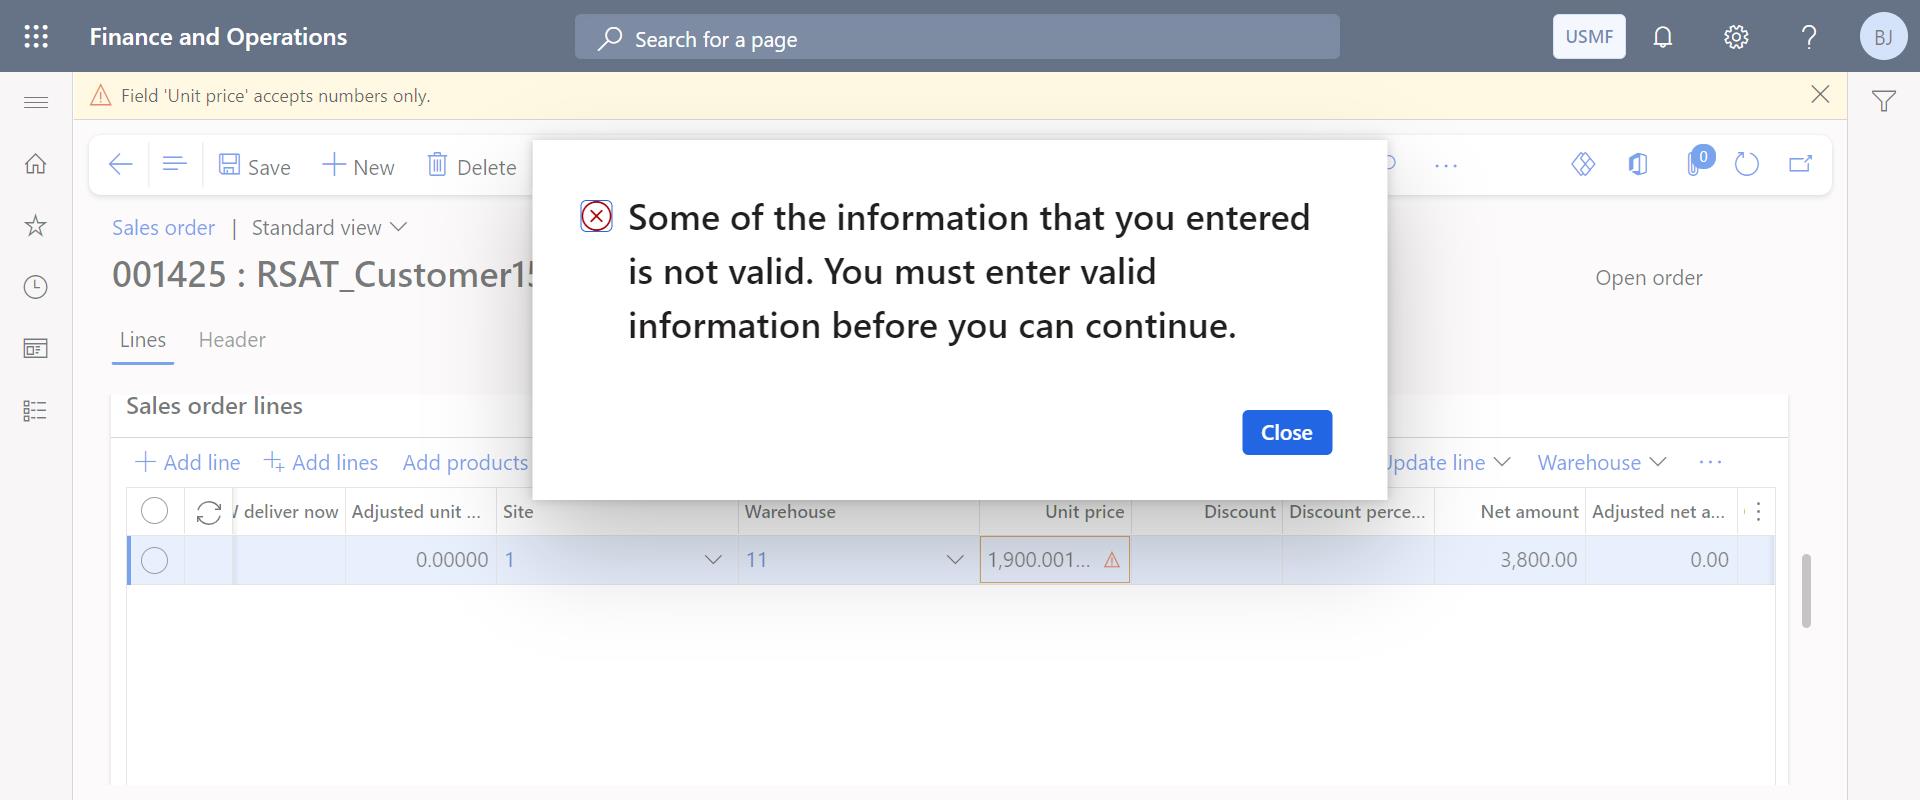 Finance and Operations
Search for a page
USMF
BJ
Field 'Unit price' accepts numbers only.
Save
New
Delete
0
Some of the information that you entered
is not valid. You must enter valid
information before you can continue.
Close
Sales order | Standard view
001425 : RSAT_Customer15
Open order
Lines
Header
Sales order lines
Add line
Add lines
Add products
Update line
Warehouse
deliver now
Adjusted unit ...
Site
Warehouse
Unit price
Discount
Discount perce...
Net amount
Adjusted net a...
0.00000
1
11
1,900.001...
3,800.00
0.00